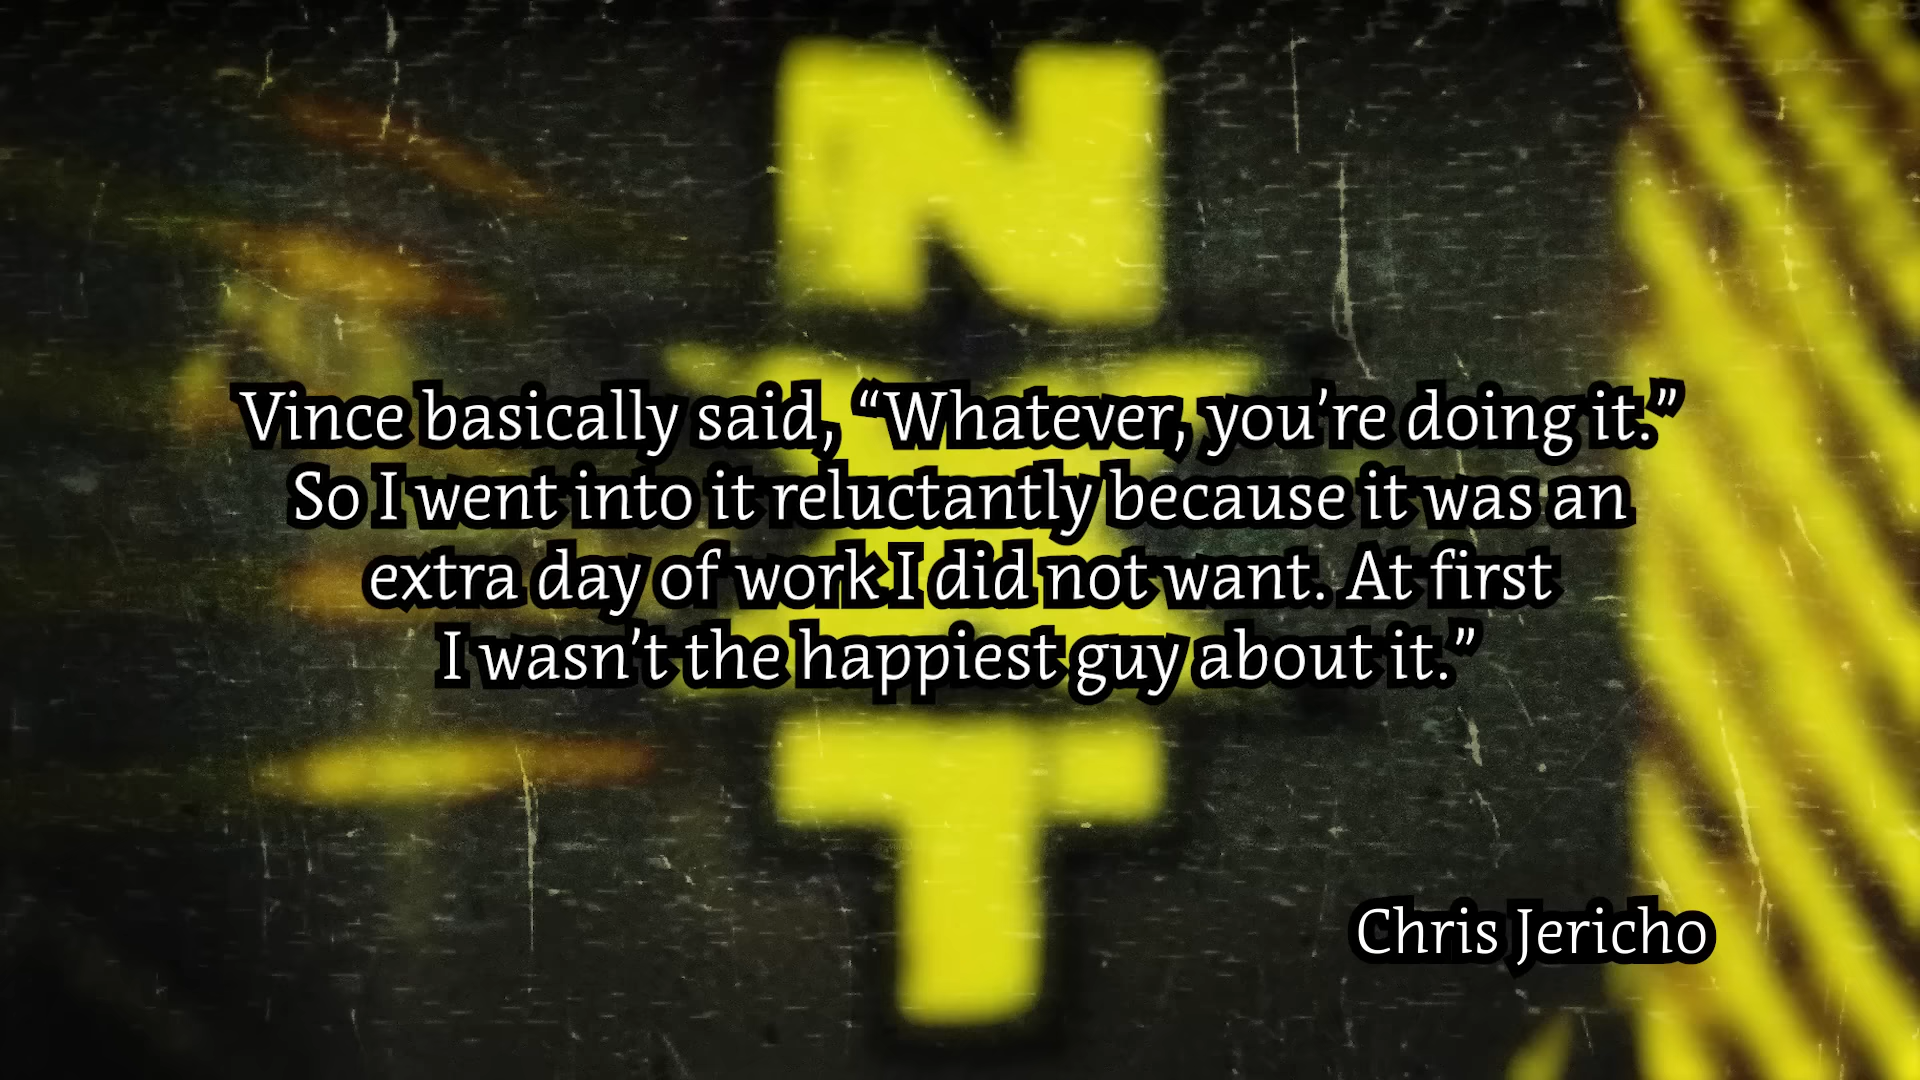 N
X
T
Vince basically said, “Whatever, you’re doing it.”
So I went into it reluctantly because it was an
extra day of work I did not want. At first
I wasn’t the happiest guy about it.”
Chris Jericho